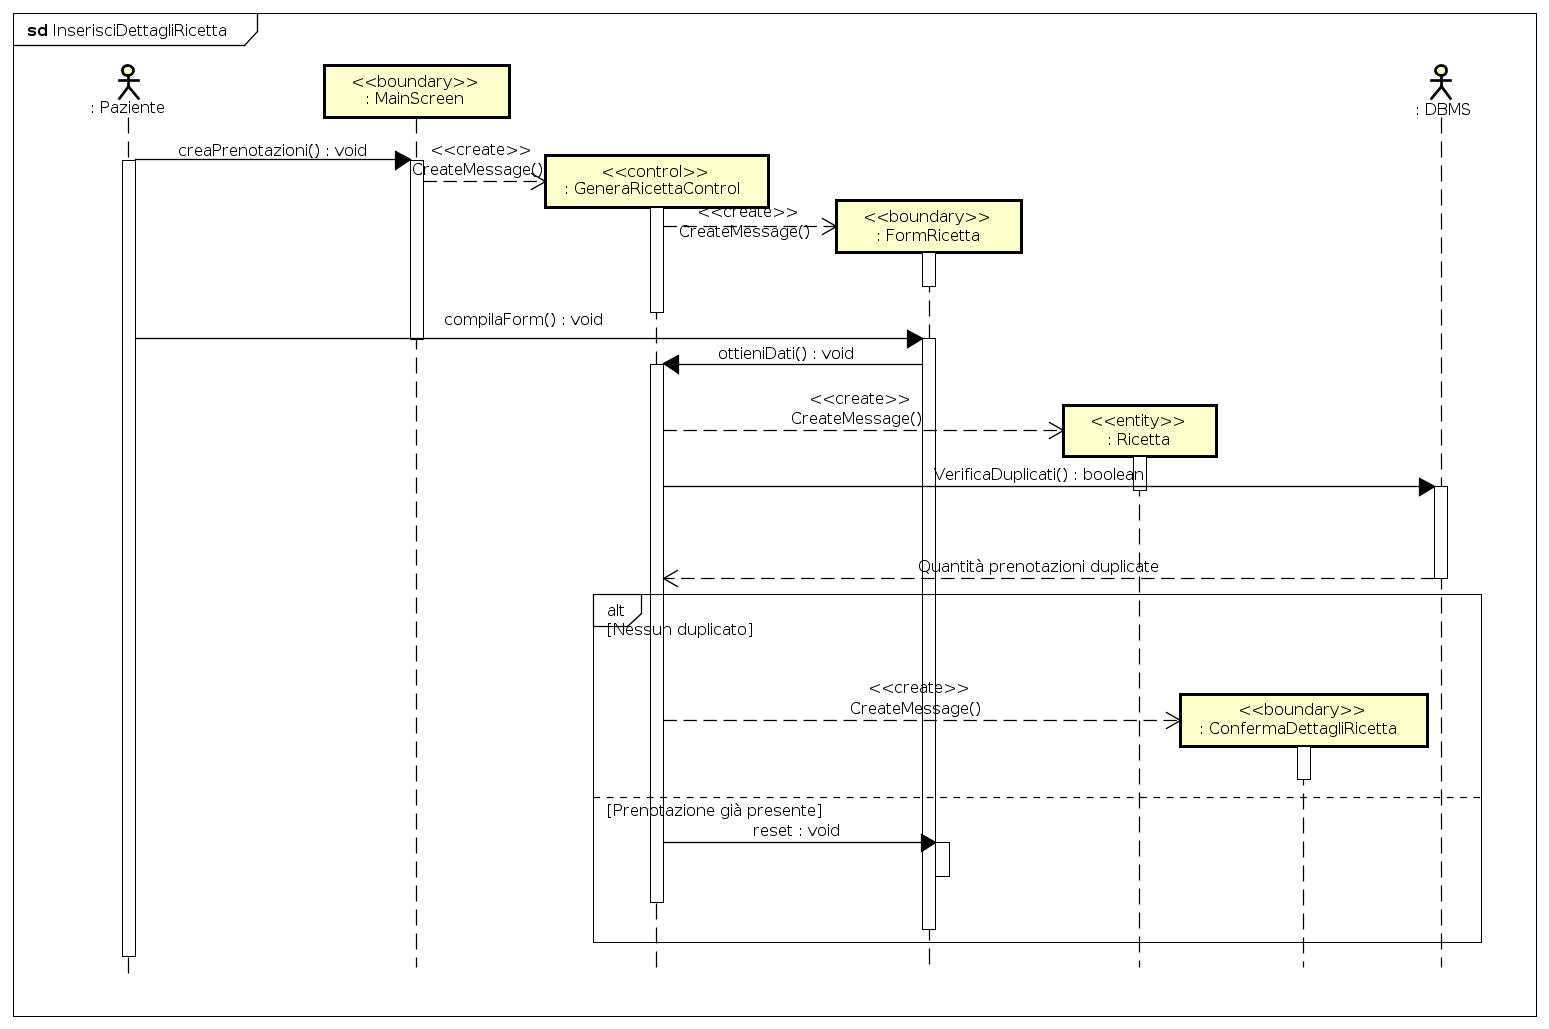 sd InserisciDettagliRicetta
: Paziente
<<boundary>>
: MainScreen
: DBMS
creaPrenotazioni() : void
<<create>>
CreateMessage()
<<control>>
: GeneraRicettaControl
<<create>>
CreateMessage()
<<boundary>>
: FormRicetta
compilaForm() : void
ottieniDati() : void
<<create>>
CreateMessage()
<<entity>>
: Ricetta
VerificaDuplicati() : boolean
Quantità prenotazioni duplicate
alt
[Nessun duplicato]
<<create>>
CreateMessage()
<<boundary>>
: ConfermaDettagliRicetta
[Prenotazione già presente]
reset : void